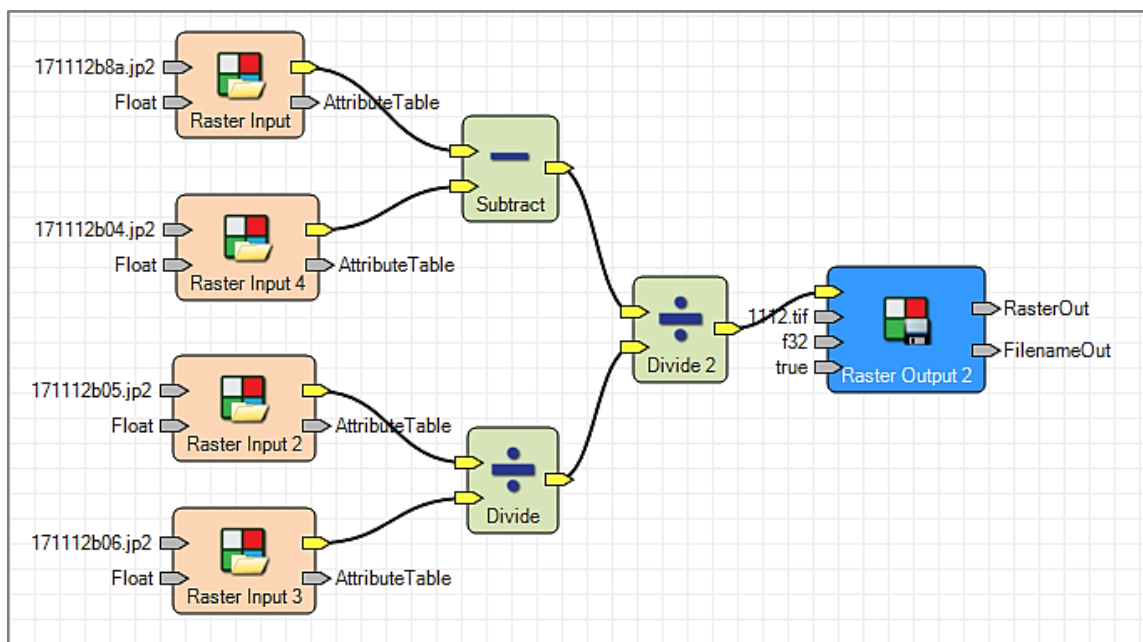 171112b8a.jp2
Float
AttributeTable
Raster Input
171112b04.jp2
Float
AttributeTable
Raster Input 4
Subtract
171112b05.jp2
Float
AttributeTable
Raster Input 2
171112b06.jp2
Float
AttributeTable
Raster Input 3
Divide
Divide 2
1112.tif
f32
true
Raster Output 2
RasterOut
FilenameOut